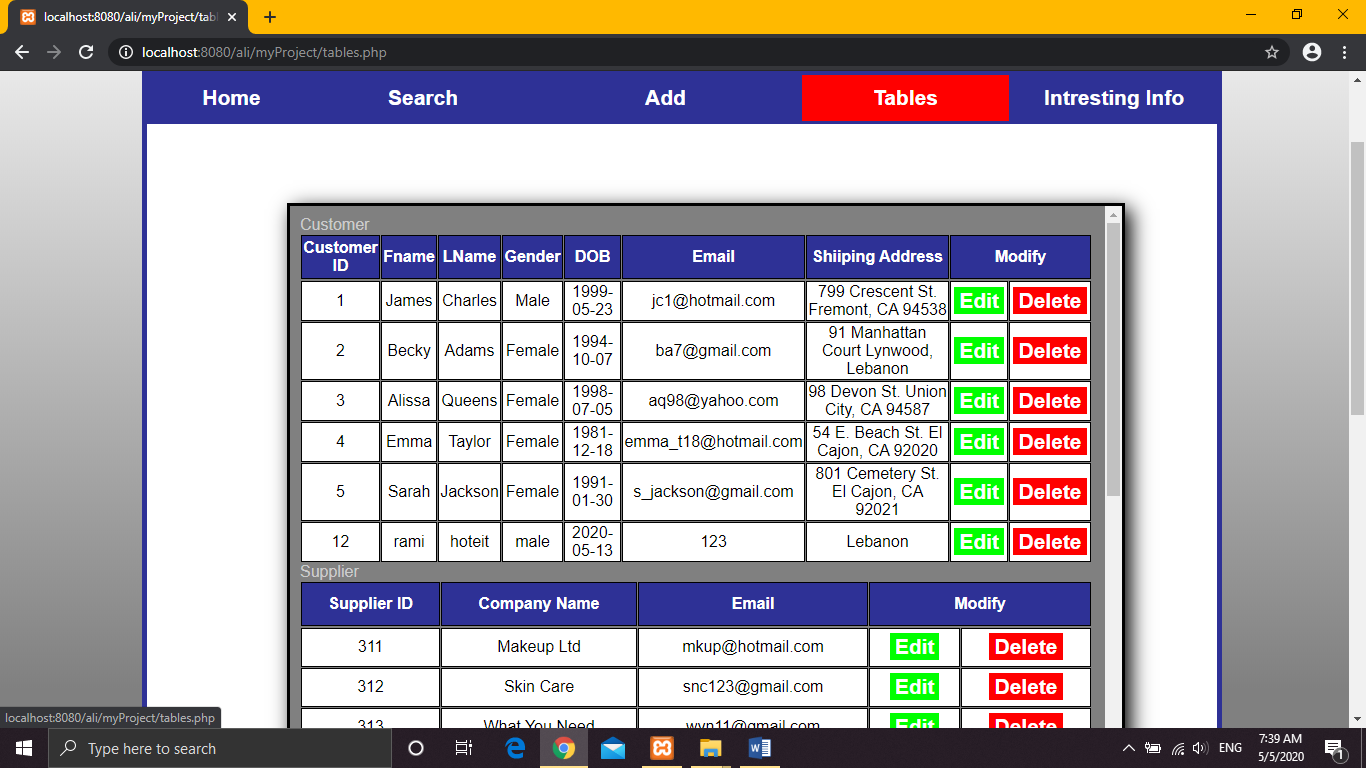 localhost:8080/ali/myProject/tabl
localhost:8080/ali/myProject/tables.php
Home Search Add Tables Intresting Info
Customer
Customer ID Fname LName Gender DOB Email Shiiping Address Modify
1 James Charles Male 1999-05-23 jc1@hotmail.com 799 Crescent St. Fremont, CA 94538 Edit Delete
2 Becky Adams Female 1994-10-07 ba7@gmail.com 91 Manhattan Court Lynwood, Lebanon Edit Delete
3 Alissa Queens Female 1998-07-05 aq98@yahoo.com 98 Devon St. Union City, CA 94587 Edit Delete
4 Emma Taylor Female 1981-12-18 emma_t18@hotmail.com 54 E. Beach St. El Cajon, CA 92020 Edit Delete
5 Sarah Jackson Female 1991-01-30 s_jackson@gmail.com 801 Cemetery St. El Cajon, CA 92021 Edit Delete
12 rami hoteit male 2020-05-13 123 Lebanon Edit Delete
Supplier
Supplier ID Company Name Email Modify
311 Makeup Ltd mkup@hotmail.com Edit Delete
312 Skin Care snc123@gmail.com Edit Delete
313 What You Need wyn11@gmail.com Edit Delete
localhost:8080/ali/myProject/tables.php
Type here to search
ENG
7:39 AM
5/5/2020
1